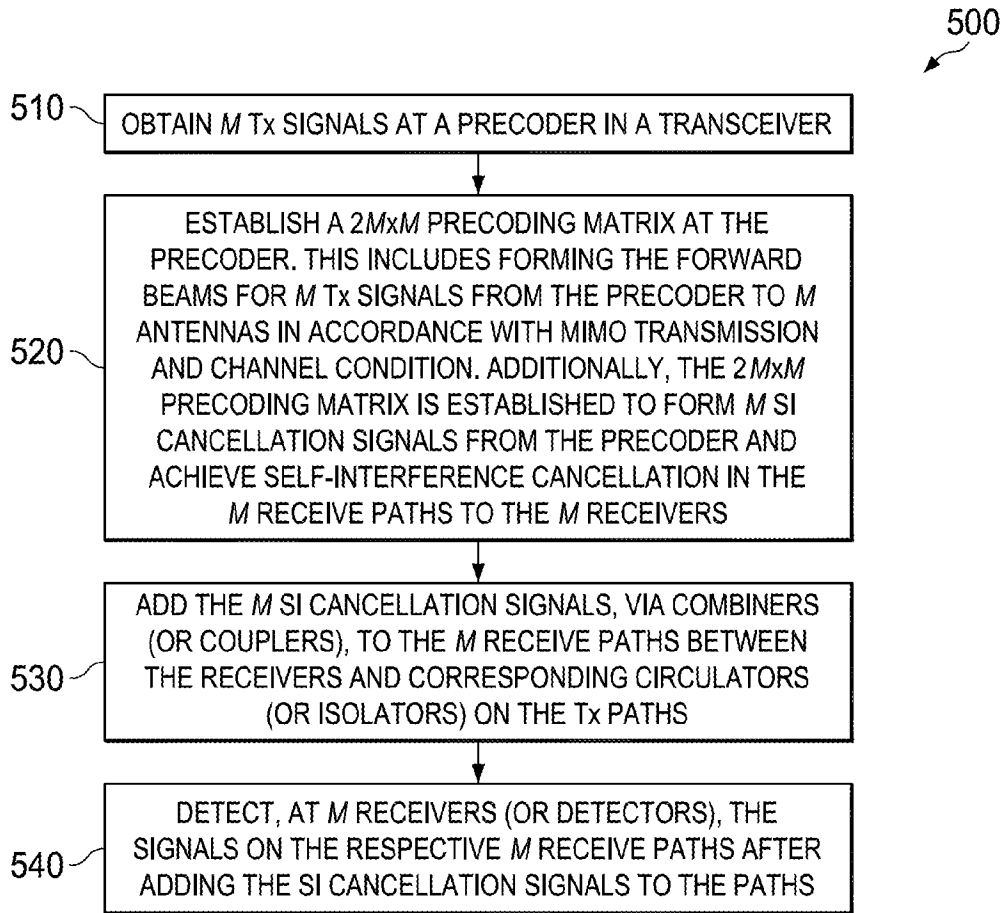 500
510
OBTAIN M Tx SIGNALS AT A PRECODER IN A TRANSCEIVER
520
ESTABLISH A 2MxM PRECODING MATRIX AT THE
PRECODER. THIS INCLUDES FORMING THE FORWARD
BEAMS FOR M Tx SIGNALS FROM THE PRECODER TO M
ANTENNAS IN ACCORDANCE WITH MIMO TRANSMISSION
AND CHANNEL CONDITION. ADDITIONALLY, THE 2MxM
PRECODING MATRIX IS ESTABLISHED TO FORM M SI
CANCELLATION SIGNALS FROM THE PRECODER AND
ACHIEVE SELF-INTERFERENCE CANCELLATION IN THE
M RECEIVE PATHS TO THE M RECEIVERS
530
ADD THE M SI CANCELLATION SIGNALS, VIA COMBINERS
(OR COUPLERS), TO THE M RECEIVE PATHS BETWEEN
THE RECEIVERS AND CORRESPONDING CIRCULATORS
(OR ISOLATORS) ON THE Tx PATHS
540
DETECT, AT M RECEIVERS (OR DETECTORS), THE
SIGNALS ON THE RESPECTIVE M RECEIVE PATHS AFTER
ADDING THE SI CANCELLATION SIGNALS TO THE PATHS